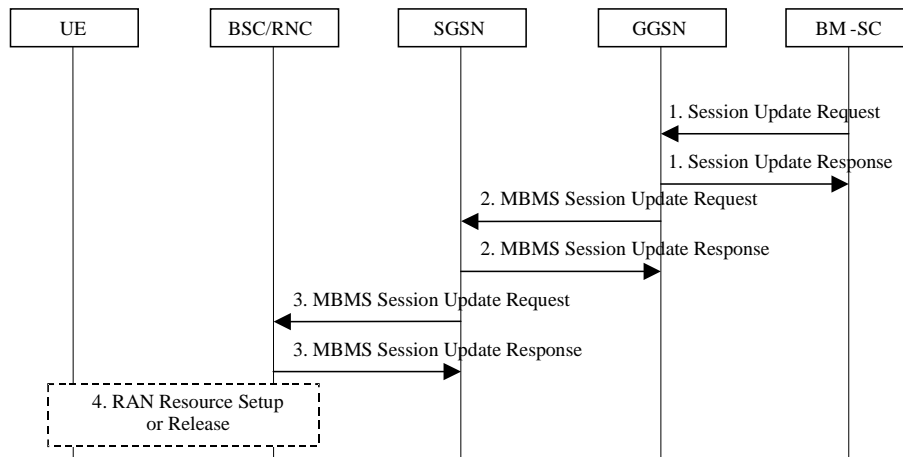 UE
BSC/RNC
SGSN
GGSN
BM -SC
1. Session Update Request
1. Session Update Response
2. MBMS Session Update Request
2. MBMS Session Update Response
3. MBMS Session Update Request
3. MBMS Session Update Response
4. RAN Resource Setup
or Release